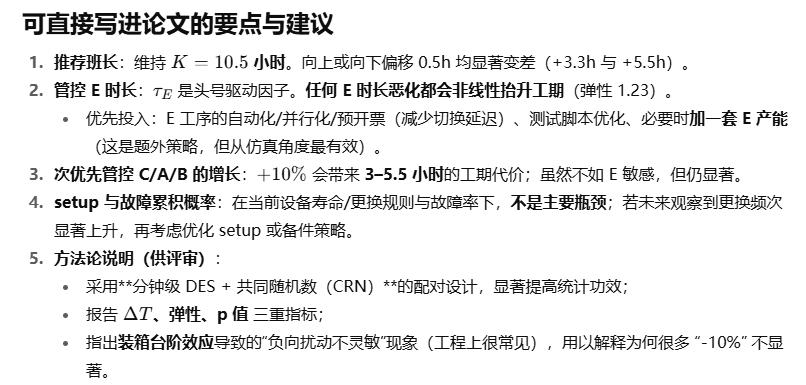 可直接写进论文的要点与建议
1. 推荐班长：维持 K = 10.5 小时。向上或向下偏移 0.5h 均显著变差（+3.3h 与 +5.5h）。
2. 管控 E 时长：τE 是头号驱动因子。任何 E 时长恶化都会非线性抬升工期（弹性 1.23）。
• 优先投入：E 工序的自动化/并行化/预开票（减少切换延迟）、测试脚本优化、必要时加一套 E 产能
（这是题外策略，但从仿真角度最有效）。
3. 次优先管控 C/A/B 的增长：+10% 会带来 3–5.5 小时的工期代价；虽然不如 E 敏感，但仍显著。
4. setup 与故障累积概率：在当前设备寿命/更换规则与故障率下，不是主要瓶颈；若未来观察到更换频次
显著上升，再考虑优化 setup 或备件策略。
5. 方法论说明（供评审）：
• 采用**分钟级 DES + 共同随机数（CRN）**的配对设计，显著提高统计功效；
• 报告 ΔT、弹性、p 值 三重指标；
• 指出装箱台阶效应导致的“负向扰动不灵敏”现象（工程上很常见），用以解释为何很多 “-10%” 不显
著。